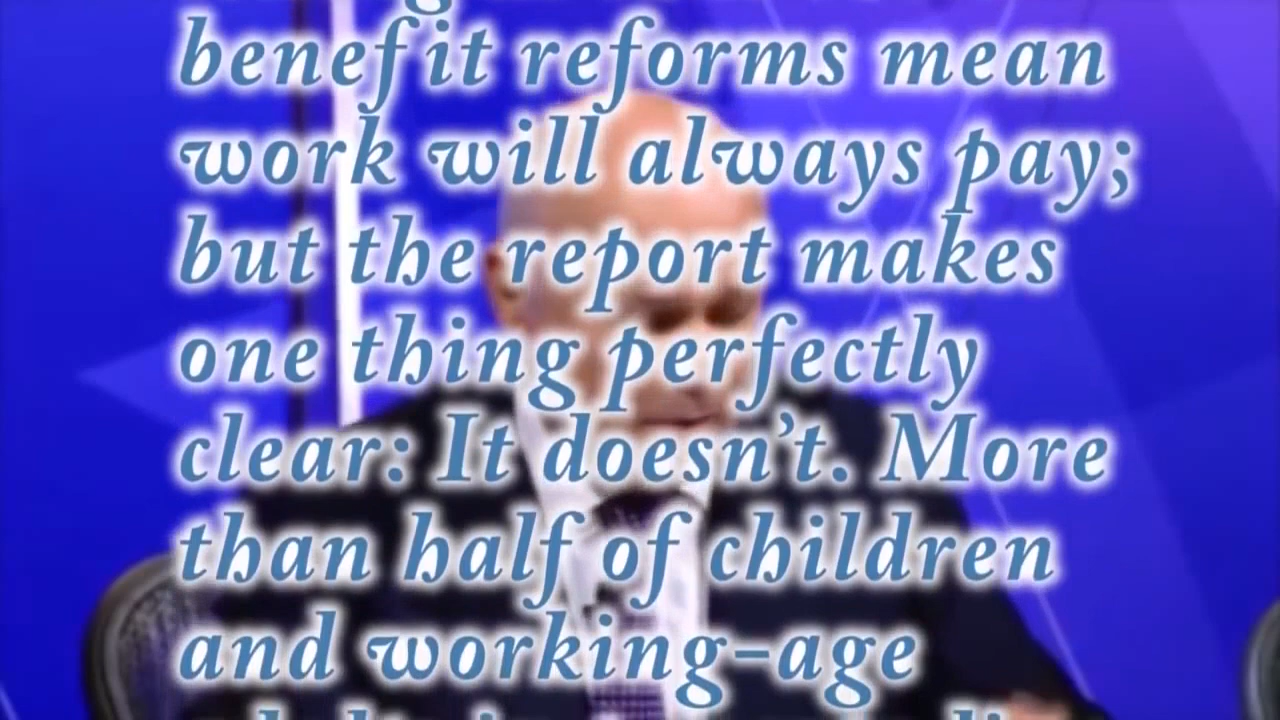 benefit reforms mean
work will always pay;
but the report makes
one thing perfectly
clear: It doesn't. More
than half of children
and working-age